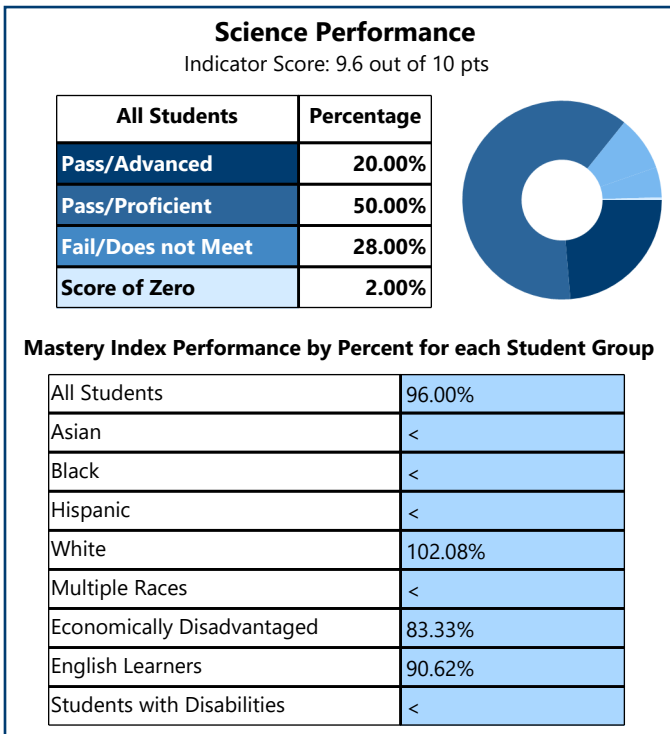 Science Performance
Indicator Score: 9.6 out of 10 pts
All Students Percentage
Pass/Advanced 20.00%
Pass/Proficient 50.00%
Fail/Does not Meet 28.00%
Score of Zero 2.00%
Mastery Index Performance by Percent for each Student Group
All Students 96.00%
Asian <
Black <
Hispanic <
White 102.08%
Multiple Races <
Economically Disadvantaged 83.33%
English Learners 90.62%
Students with Disabilities <